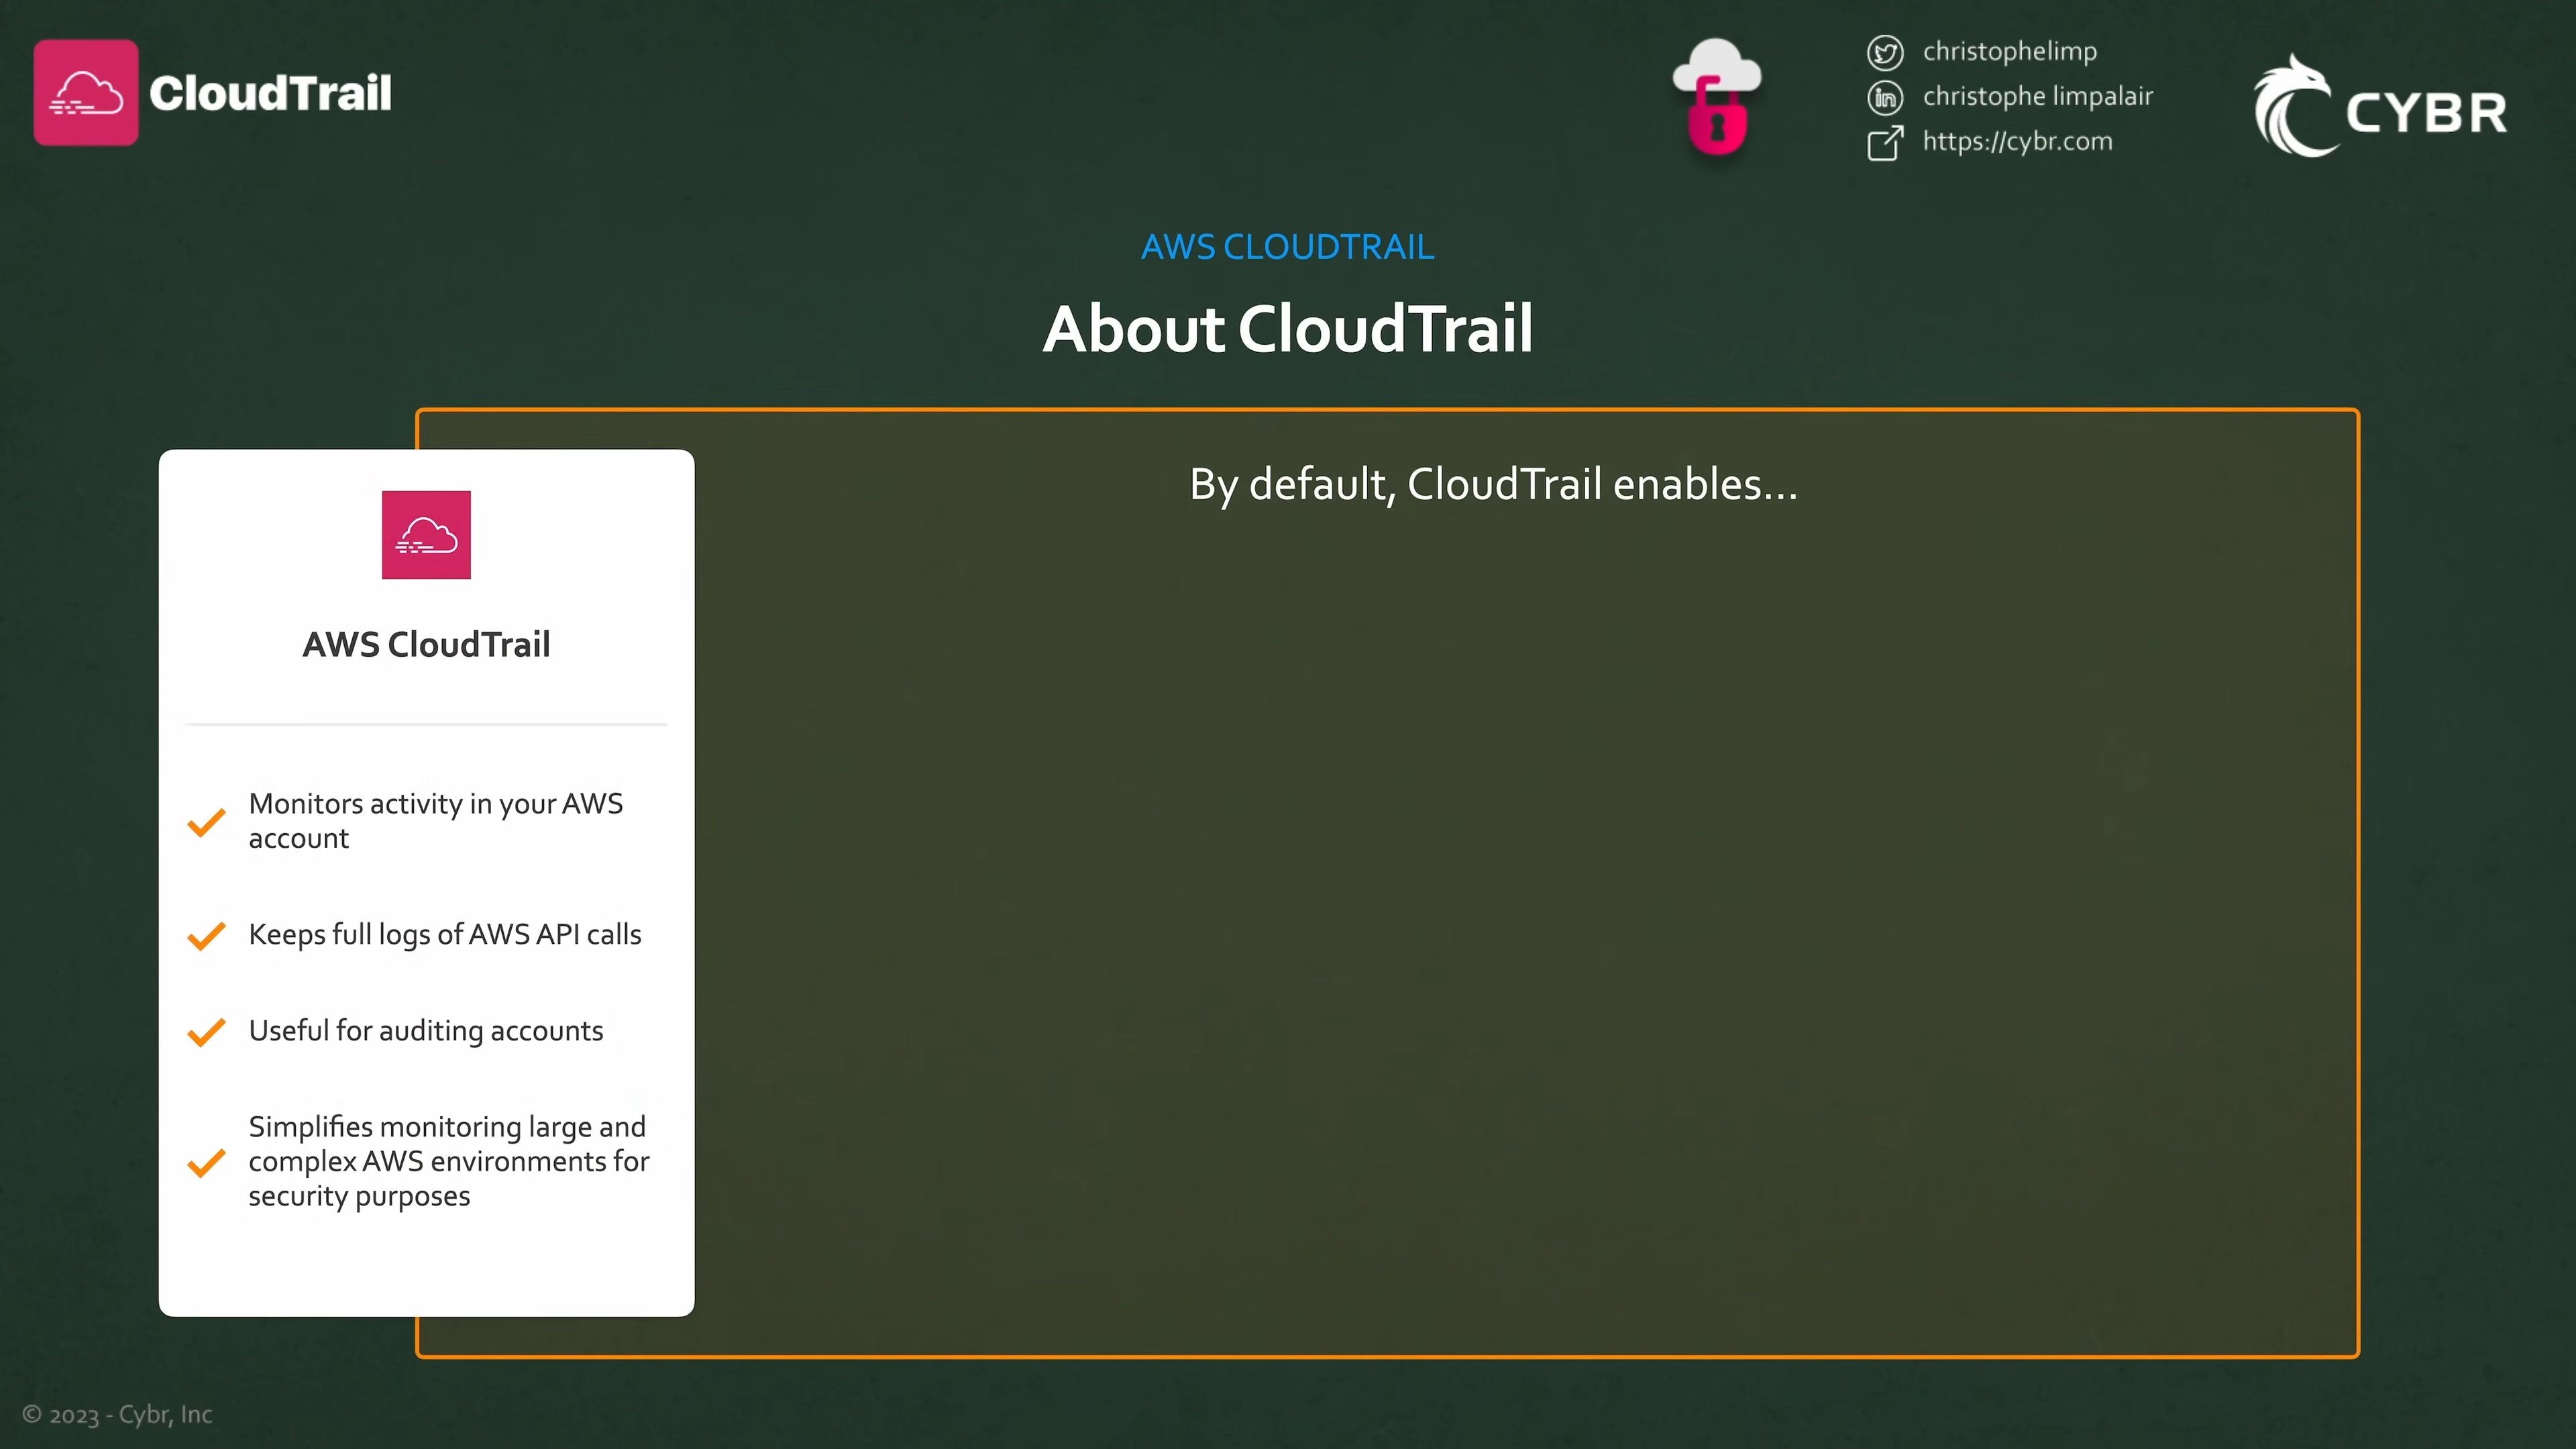 CloudTrail
christophelimp
christophe limpalair
https://cybr.com
CYBR
AWS CLOUDTRAIL
About CloudTrail
By default, CloudTrail enables...
AWS CloudTrail
Monitors activity in your AWS
account
Keeps full logs of AWS API calls
Useful for auditing accounts
Simplifies monitoring large and
complex AWS environments for
security purposes
© 2023 - Cybr, Inc